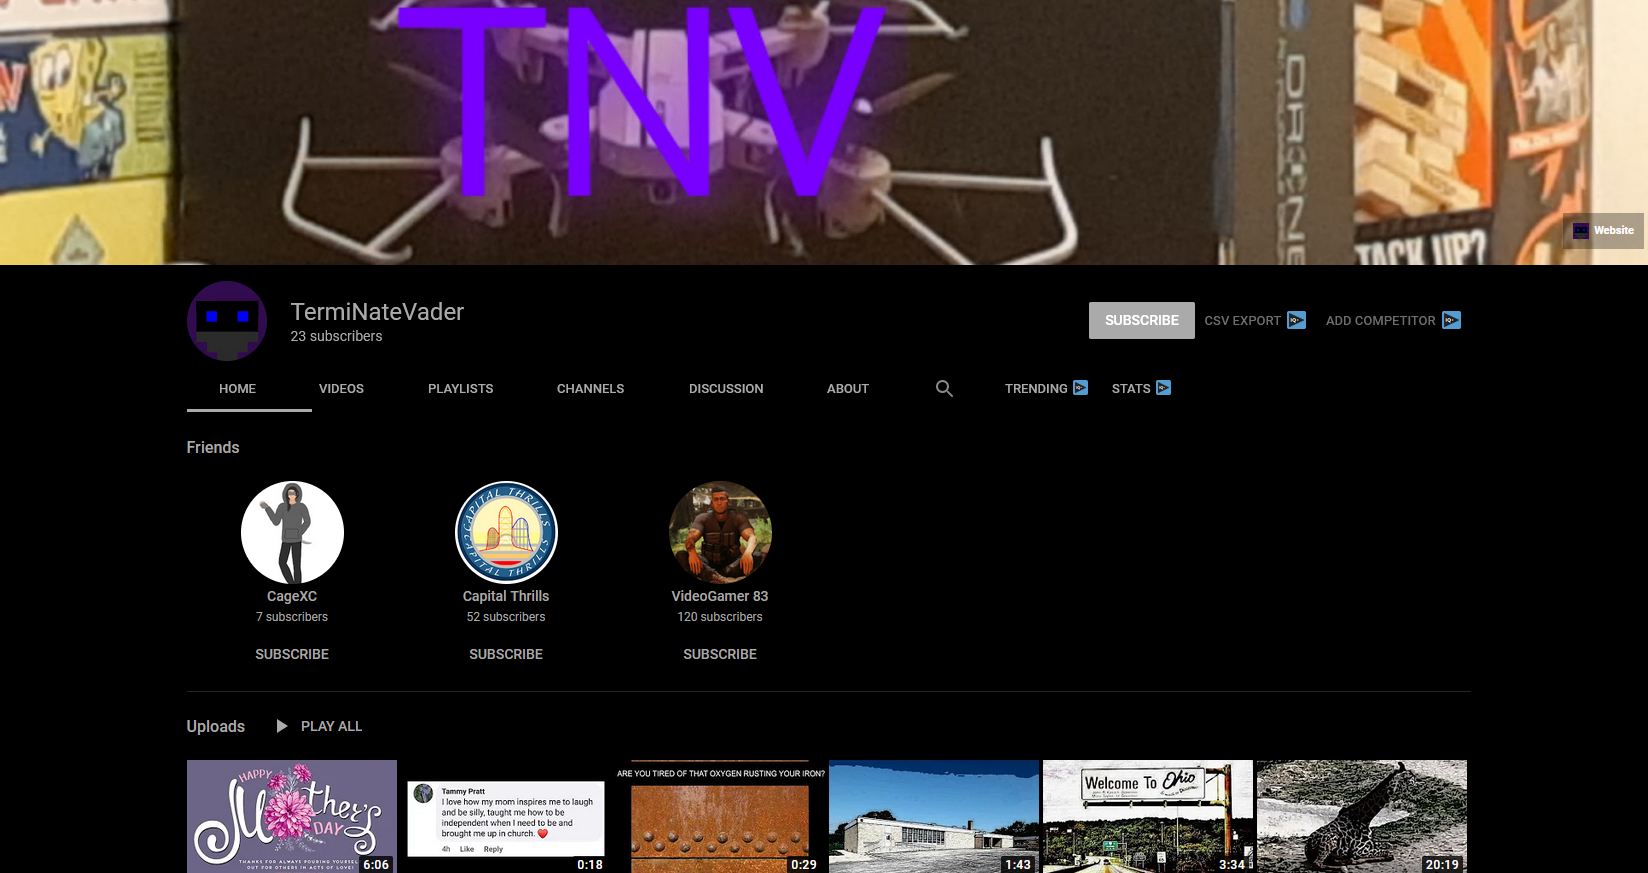 TNV
DRONE
TACK UP?
Website
TermiNateVader
23 subscribers
SUBSCRIBE
CSV EXPORT
ADD COMPETITOR
HOME
VIDEOS
PLAYLISTS
CHANNELS
DISCUSSION
ABOUT
TRENDING
STATS
Friends
CAPITAL THRILLS
CAPITAL THRILLS
CageXC
Capital Thrills
VideoGamer 83
7 subscribers
52 subscribers
120 subscribers
SUBSCRIBE
SUBSCRIBE
SUBSCRIBE
Uploads
PLAY ALL
HAPPY
Mother's
DAY
THANKS FOR ALWAYS POURING YOURSEL
OUT FOR OTHERS IN ACTS OF LOVE!
6:06
Tammy Pratt
I love how my mom inspires me to laugh
and be silly, taught me how to be
independent when I need to be and
brought me up in church. ❤️
4h Like Reply
0:18
ARE YOU TIRED OF THAT OXYGEN RUSTING YOUR IRON?
0:29
1:43
Welcome To Ohio
3:34
20:19